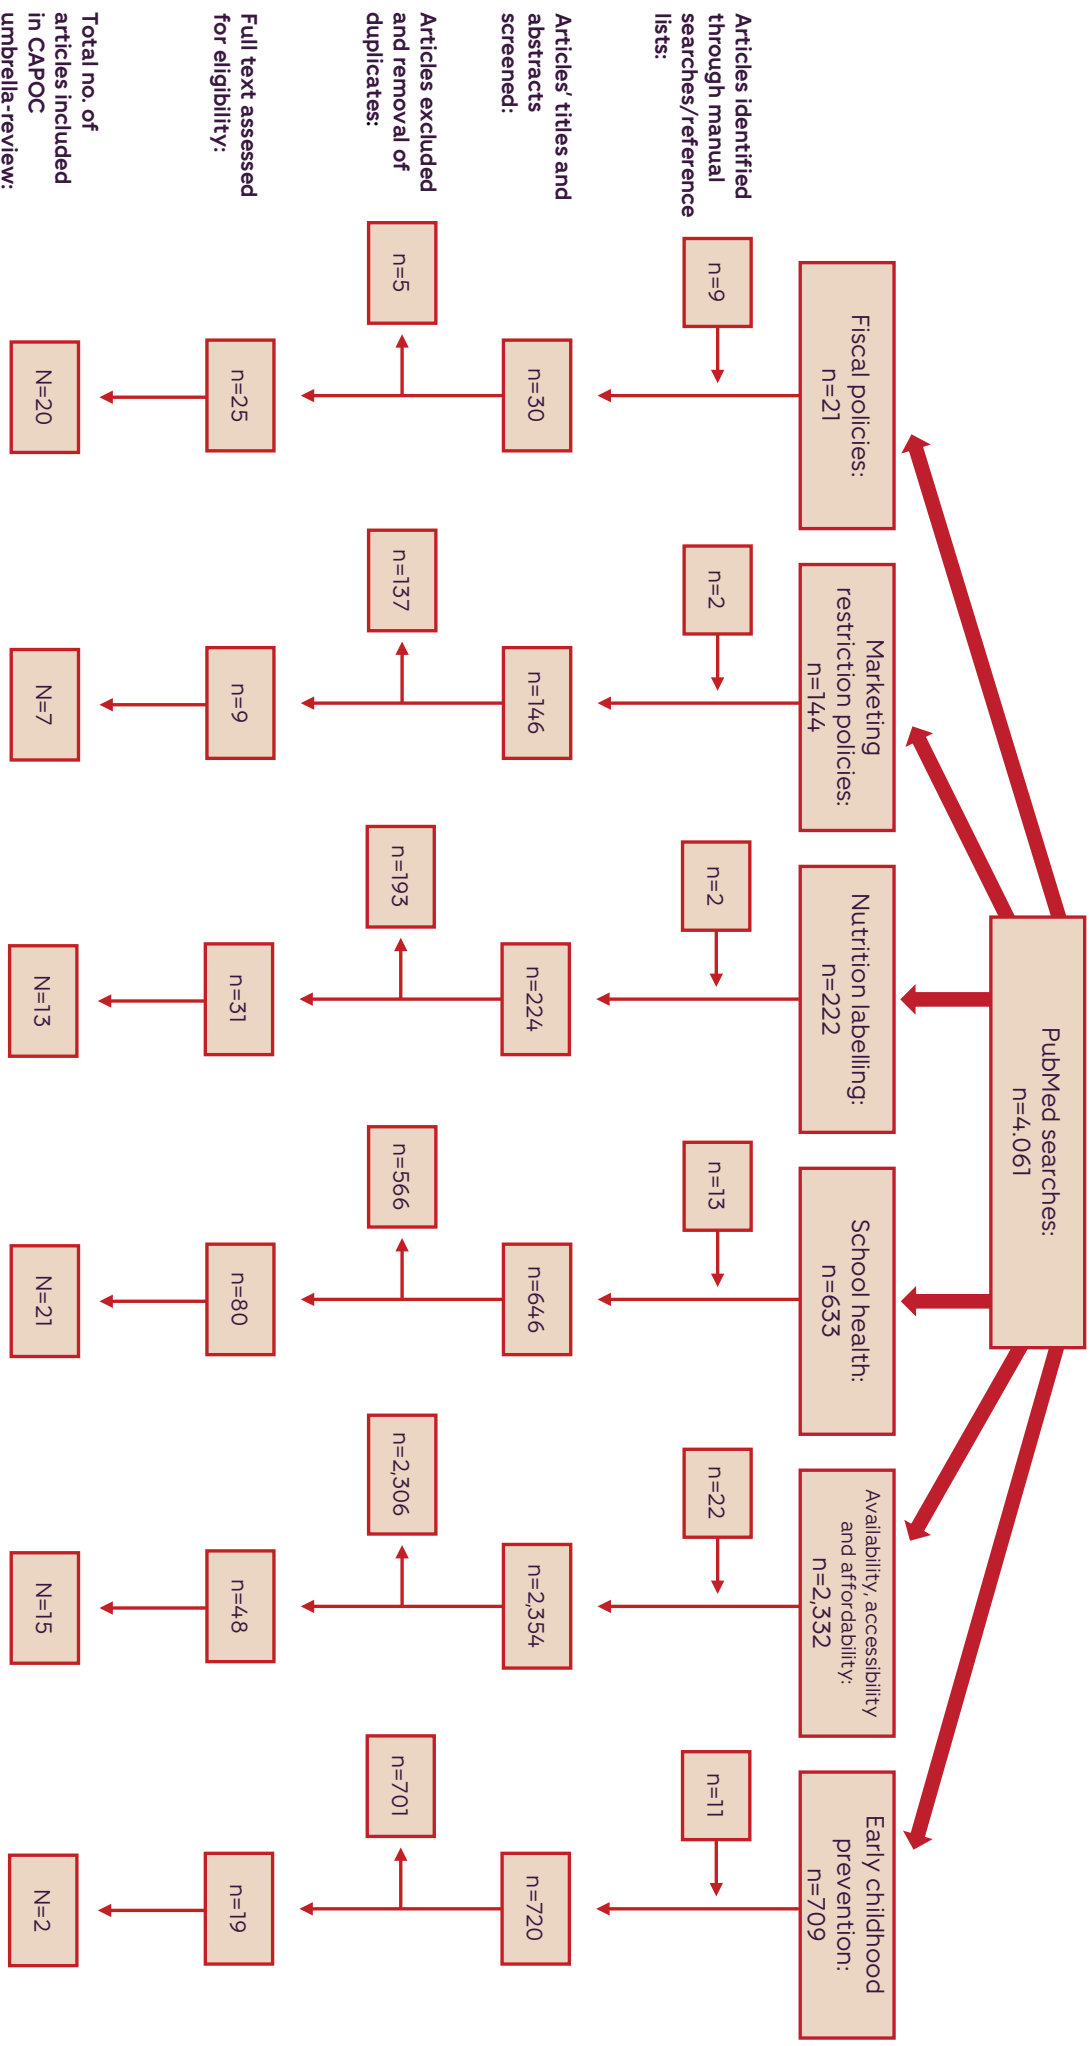 PubMed searches:
n=4.061
Fiscal policies:
n=21
Marketing
restriction policies:
n=144
Nutrition labelling:
n=222
School health:
n=633
Availability, accessibility
and affordability:
n=2,332
Early childhood
prevention:
n=709
Articles identified
through manual
searches/reference
lists:
n=9
n=2
n=2
n=13
n=22
n=11
Articles’ titles and
abstracts
screened:
n=30
n=146
n=224
n=646
n=2,354
n=720
Articles excluded
and removal of
duplicates:
n=5
n=137
n=193
n=566
n=2,306
n=701
Full text assessed
for eligibility:
n=25
n=9
n=31
n=80
n=48
n=19
Total no. of
articles included
in CAPOC
umbrella-review:
N=20
N=7
N=13
N=21
N=15
N=2